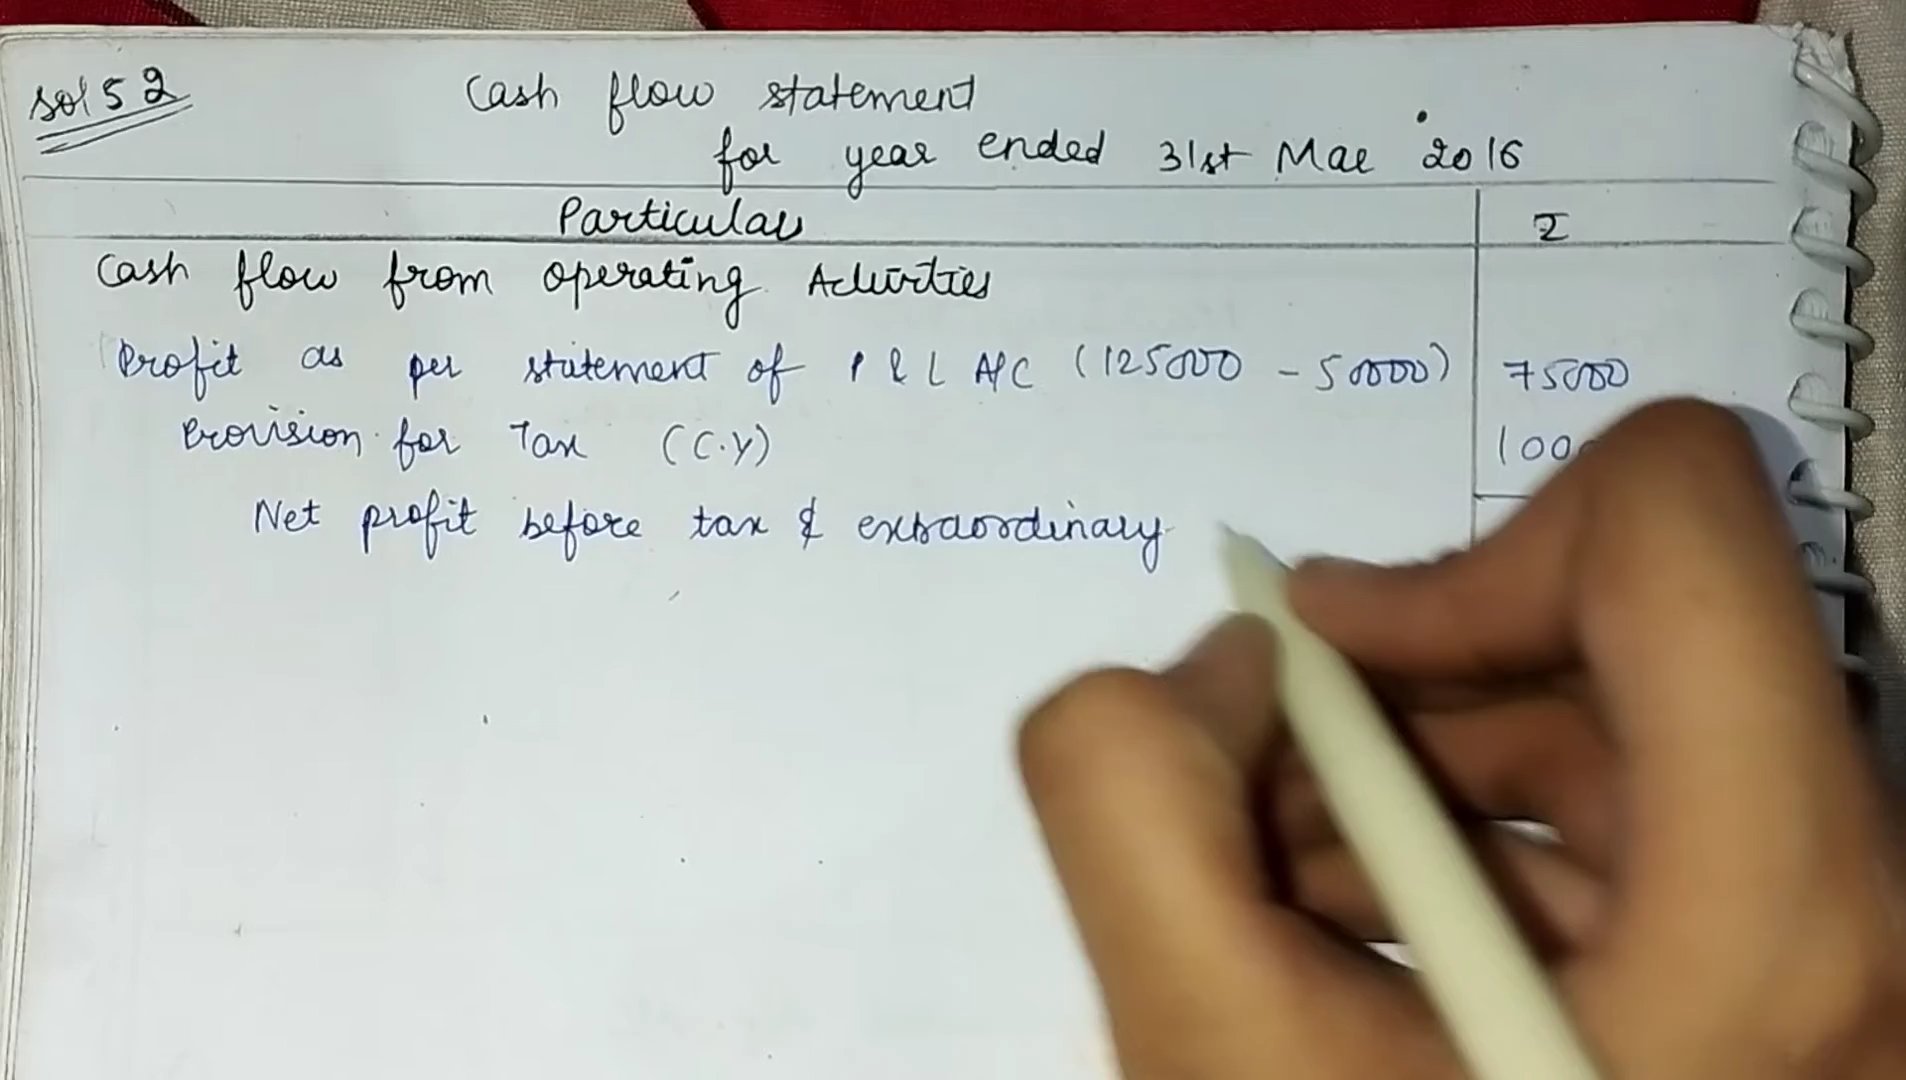 Sol 52
Cash flow statement
for year ended 31st Mar 2016
Particular ₹
Cash flow from operating Activities
Profit as per statement of P & L A/C (125000 - 50000) 75000
Provision for Tax (C.Y)
Net profit before tax & extraordinary